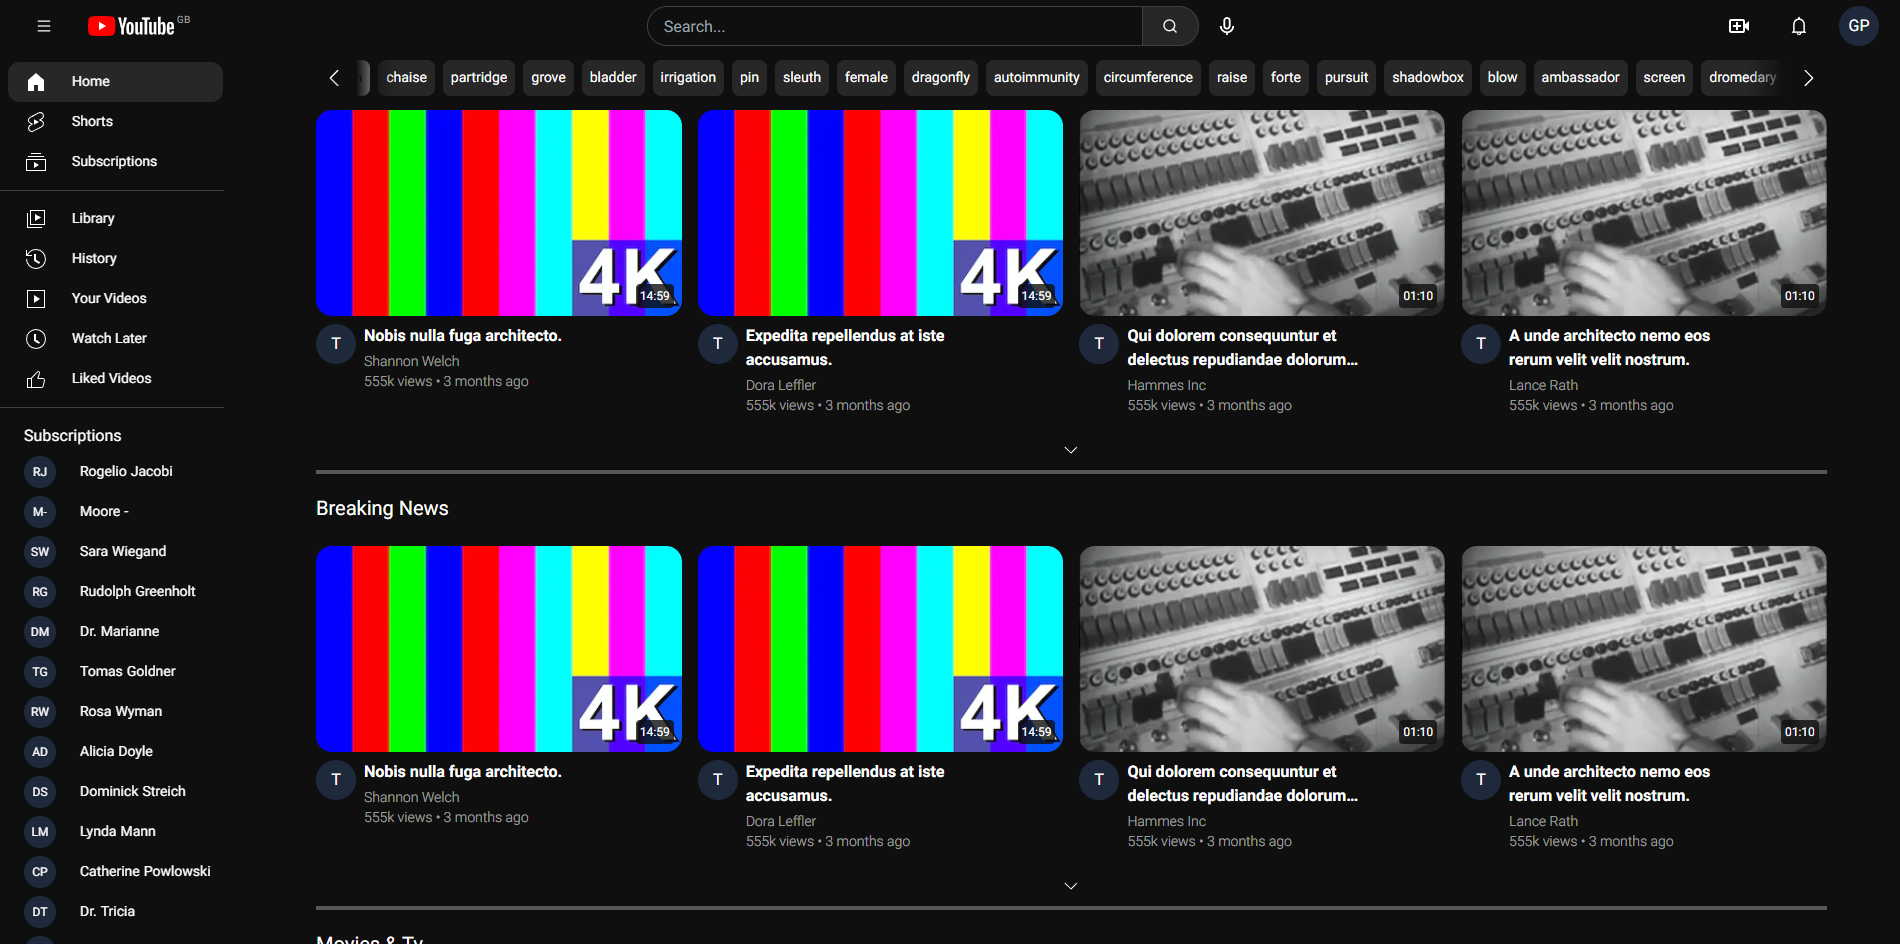 YouTube GB
Search...
GP
Home
Shorts
Subscriptions
Library
History
Your Videos
Watch Later
Liked Videos
Subscriptions
RJ Rogelio Jacobi
M- Moore -
SW Sara Wiegand
RG Rudolph Greenholt
DM Dr. Marianne
TG Tomas Goldner
RW Rosa Wyman
AD Alicia Doyle
DS Dominick Streich
LM Lynda Mann
CP Catherine Powlowski
DT Dr. Tricia
chaise partridge grove bladder irrigation pin sleuth female dragonfly autoimmunity circumference raise forte pursuit shadowbox blow ambassador screen dromedary
4K
14:59
T
Nobis nulla fuga architecto.
Shannon Welch
555k views • 3 months ago
4K
14:59
T
Expedita repellendus at iste
accusamus.
Dora Leffler
555k views • 3 months ago
01:10
T
Qui dolorem consequuntur et
delectus repudiandae dolorum...
Hammes Inc
555k views • 3 months ago
01:10
T
A unde architecto nemo eos
rerum velit velit nostrum.
Lance Rath
555k views • 3 months ago
Breaking News
4K
14:59
T
Nobis nulla fuga architecto.
Shannon Welch
555k views • 3 months ago
4K
14:59
T
Expedita repellendus at iste
accusamus.
Dora Leffler
555k views • 3 months ago
01:10
T
Qui dolorem consequuntur et
delectus repudiandae dolorum...
Hammes Inc
555k views • 3 months ago
01:10
T
A unde architecto nemo eos
rerum velit velit nostrum.
Lance Rath
555k views • 3 months ago
Movies & Tv